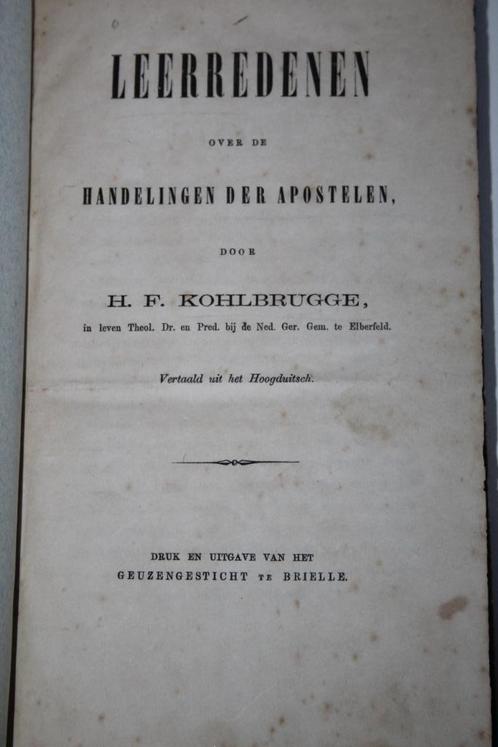 LEERREDENEN
OVER DE
HANDELINGEN DER APOSTELEN,
DOOR
H. F. KOHLBRUGGE,
in leven Theol. Dr. en Pred. bij de Ned. Ger. Gem. te Elberfeld.
Vertaald uit het Hoogduitsch.
DRUK EN UITGAVE VAN HET
GEUZENGESTICHT TE BRIELLE.